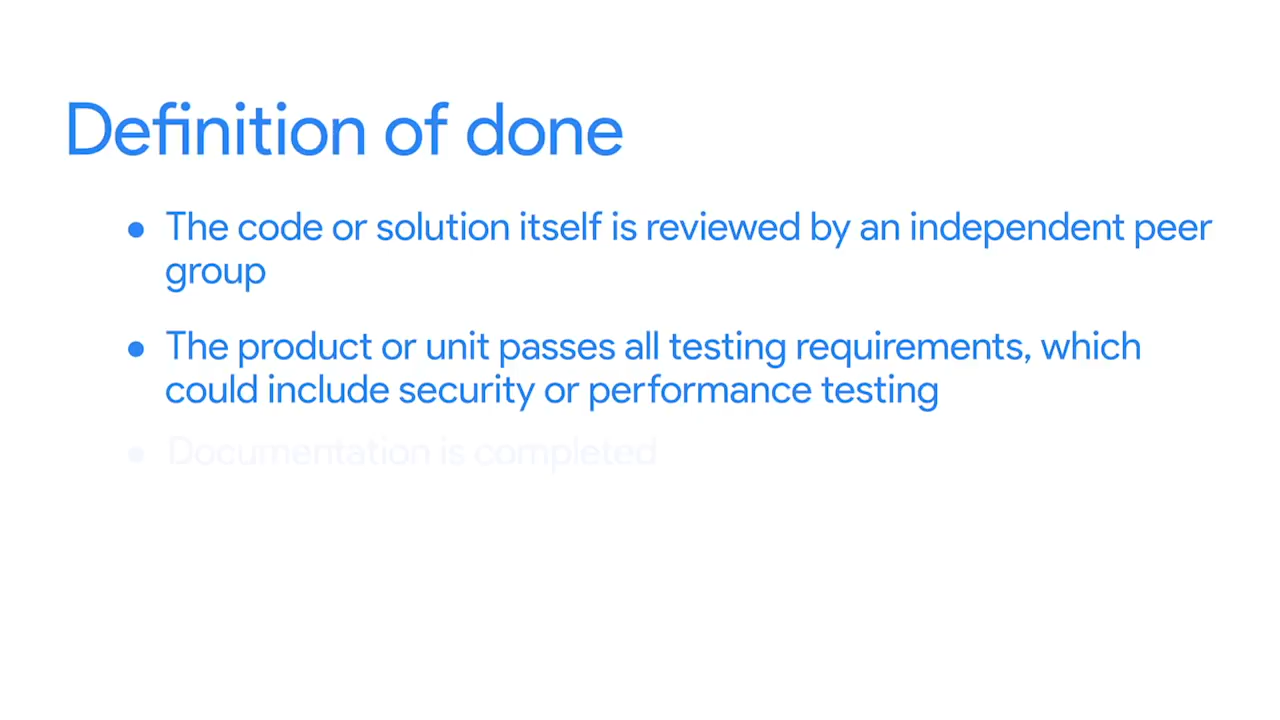 Definition of done
• The code or solution itself is reviewed by an independent peer
group
• The product or unit passes all testing requirements, which
could include security or performance testing
• Documentation is completed